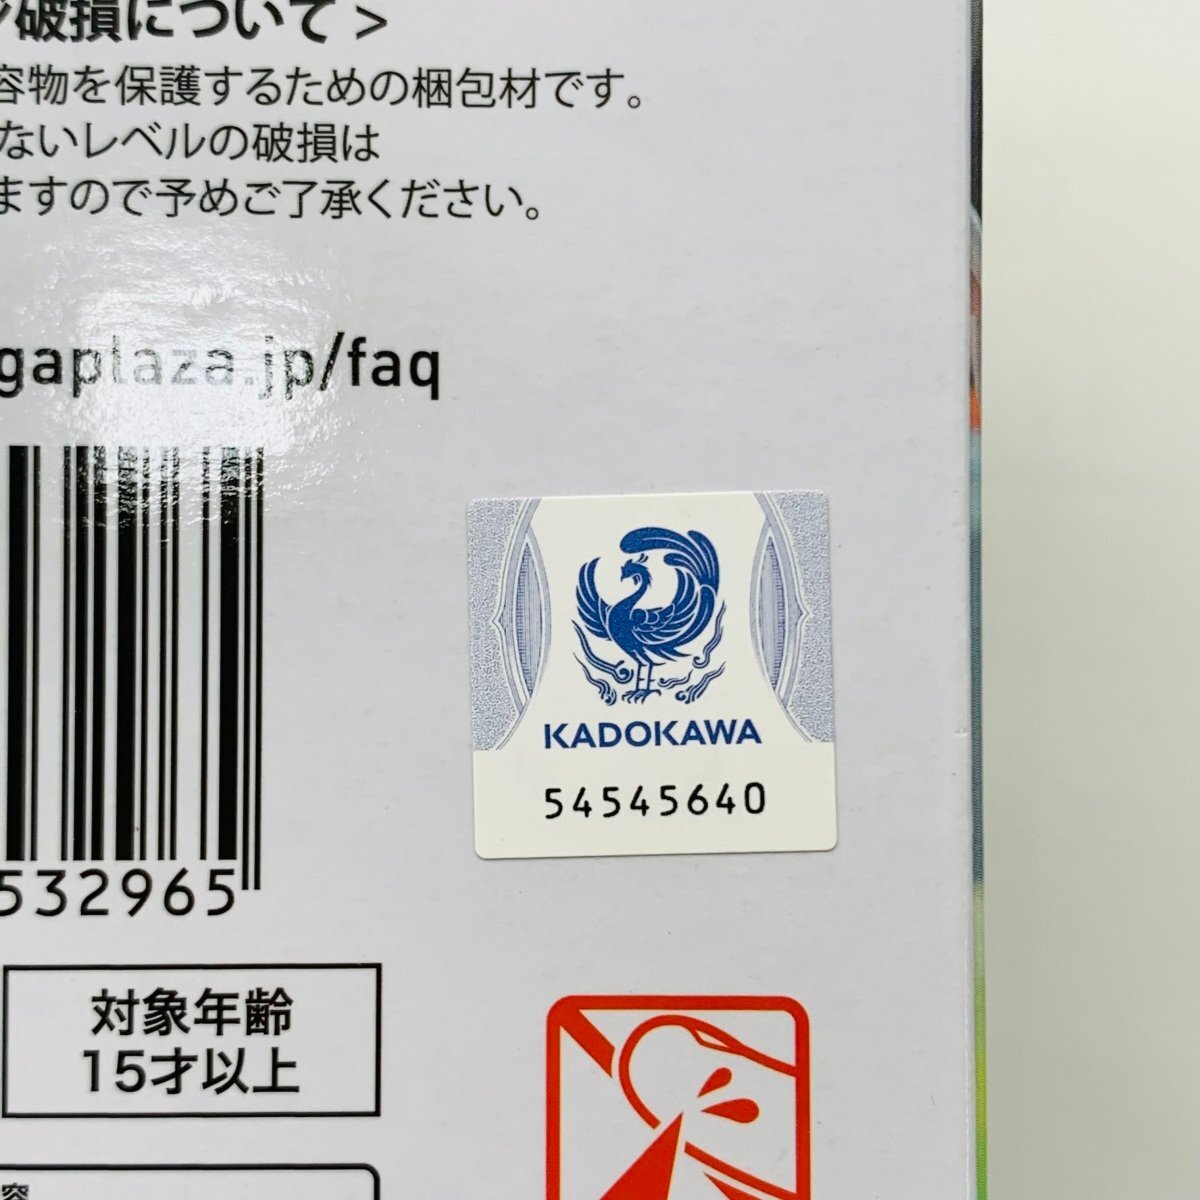 破損について >
容物を保護するための梱包材です。
ないレベルの破損は
ますので予めご了承ください。
gaplaza.jp/faq
KADOKAWA
54545640
532965
対象年齢
15才以上
容